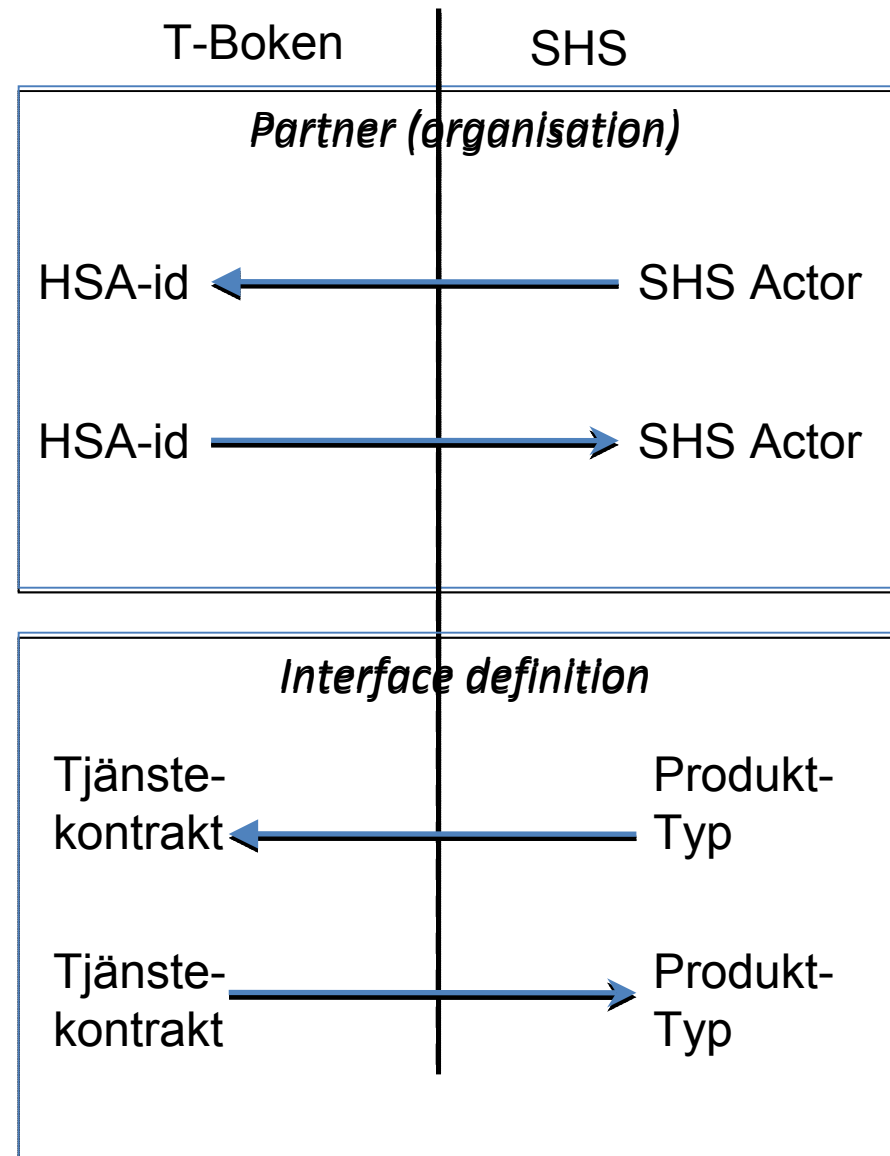 T-Boken SHS
Partner (organisation)
HSA-id SHS Actor
HSA-id SHS Actor
Interface definition
Tjänste- Produkt-
kontrakt Typ
Tjänste- Produkt-
kontrakt Typ